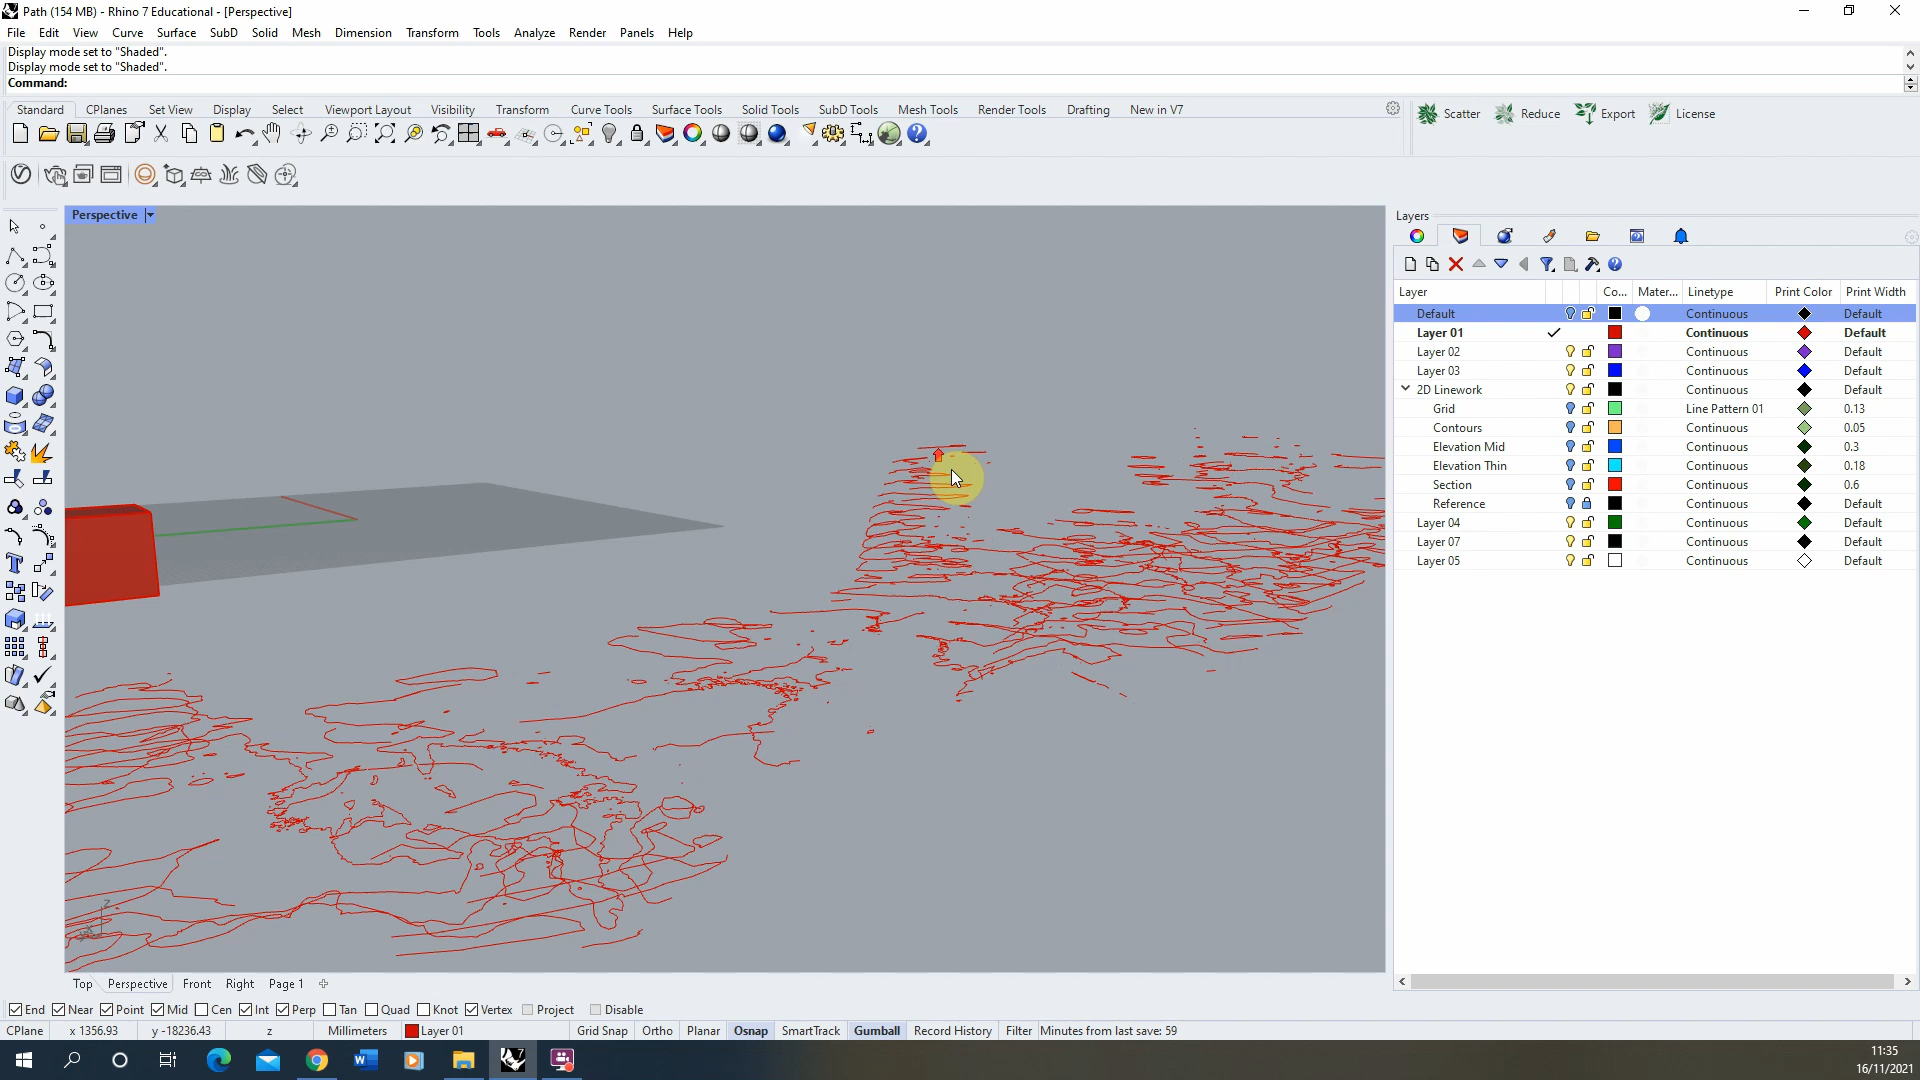 Path (154 MB) - Rhino 7 Educational - [Perspective]
File Edit View Curve Surface SubD Solid Mesh Dimension Transform Tools Analyze Render Panels Help
Display mode set to "Shaded".
Display mode set to "Shaded".
Command:
Standard CPlanes Set View Display Select Viewport Layout Visibility Transform Curve Tools Surface Tools Solid Tools SubD Tools Mesh Tools Render Tools Drafting New in V7
Scatter Reduce Export License
Perspective
Layers
Layer Co... Mater... Linetype Print Color Print Width
Default Continuous Default
Layer 01 Continuous Default
Layer 02 Continuous Default
Layer 03 Continuous Default
2D Linework Continuous Default
Grid Line Pattern 01 0.13
Contours Continuous 0.05
Elevation Mid Continuous 0.3
Elevation Thin Continuous 0.18
Section Continuous 0.6
Reference Continuous Default
Layer 04 Continuous Default
Layer 07 Continuous Default
Layer 05 Continuous Default
z
x
Top Perspective Front Right Page 1
End Near Point Mid Cen Int Perp Tan Quad Knot Vertex Project Disable
CPlane x 1356.93 y -18236.43 z Millimeters Layer 01 Grid Snap Ortho Planar Osnap SmartTrack Gumball Record History Filter Minutes from last save: 59
11:35
16/11/2021